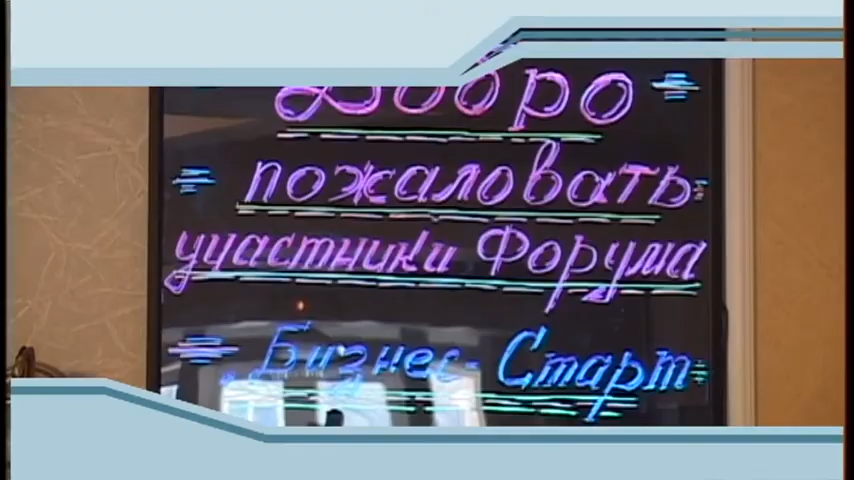 Добро
пожаловать
участники Форума
Бизнес-Старт